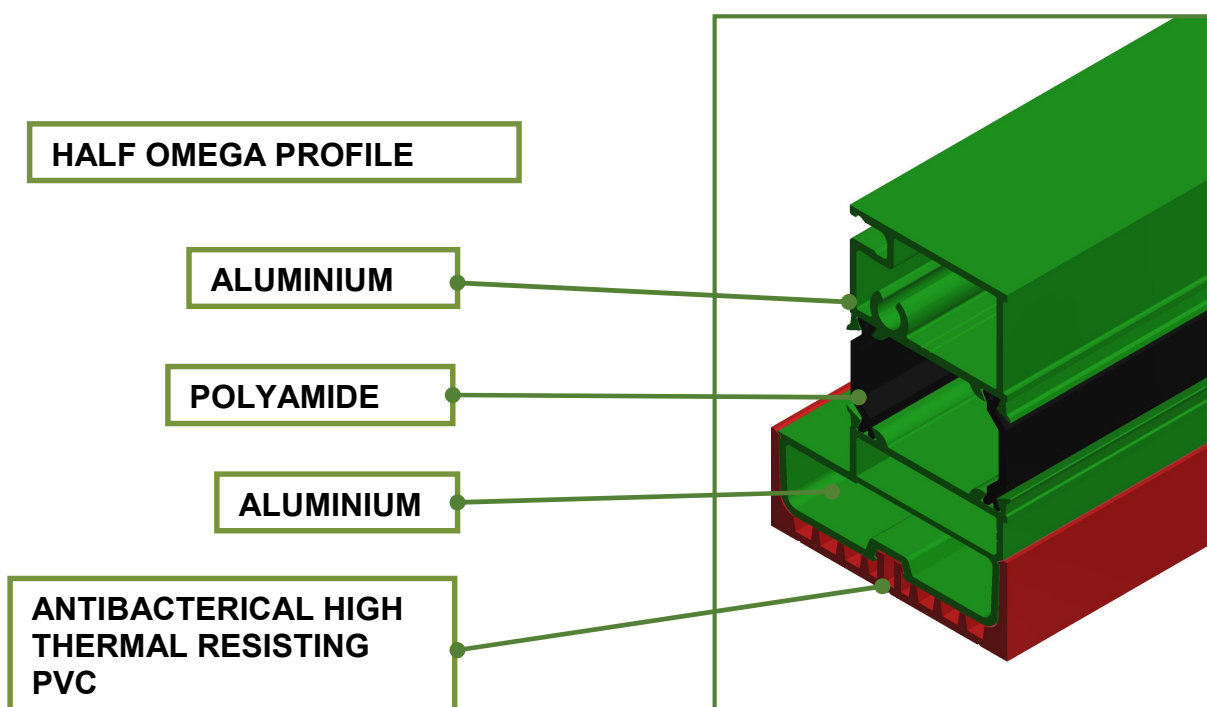 HALF OMEGA PROFILE
ALUMINIUM
POLYAMIDE
ALUMINIUM
ANTIBACTERICAL HIGH
THERMAL RESISTING
PVC